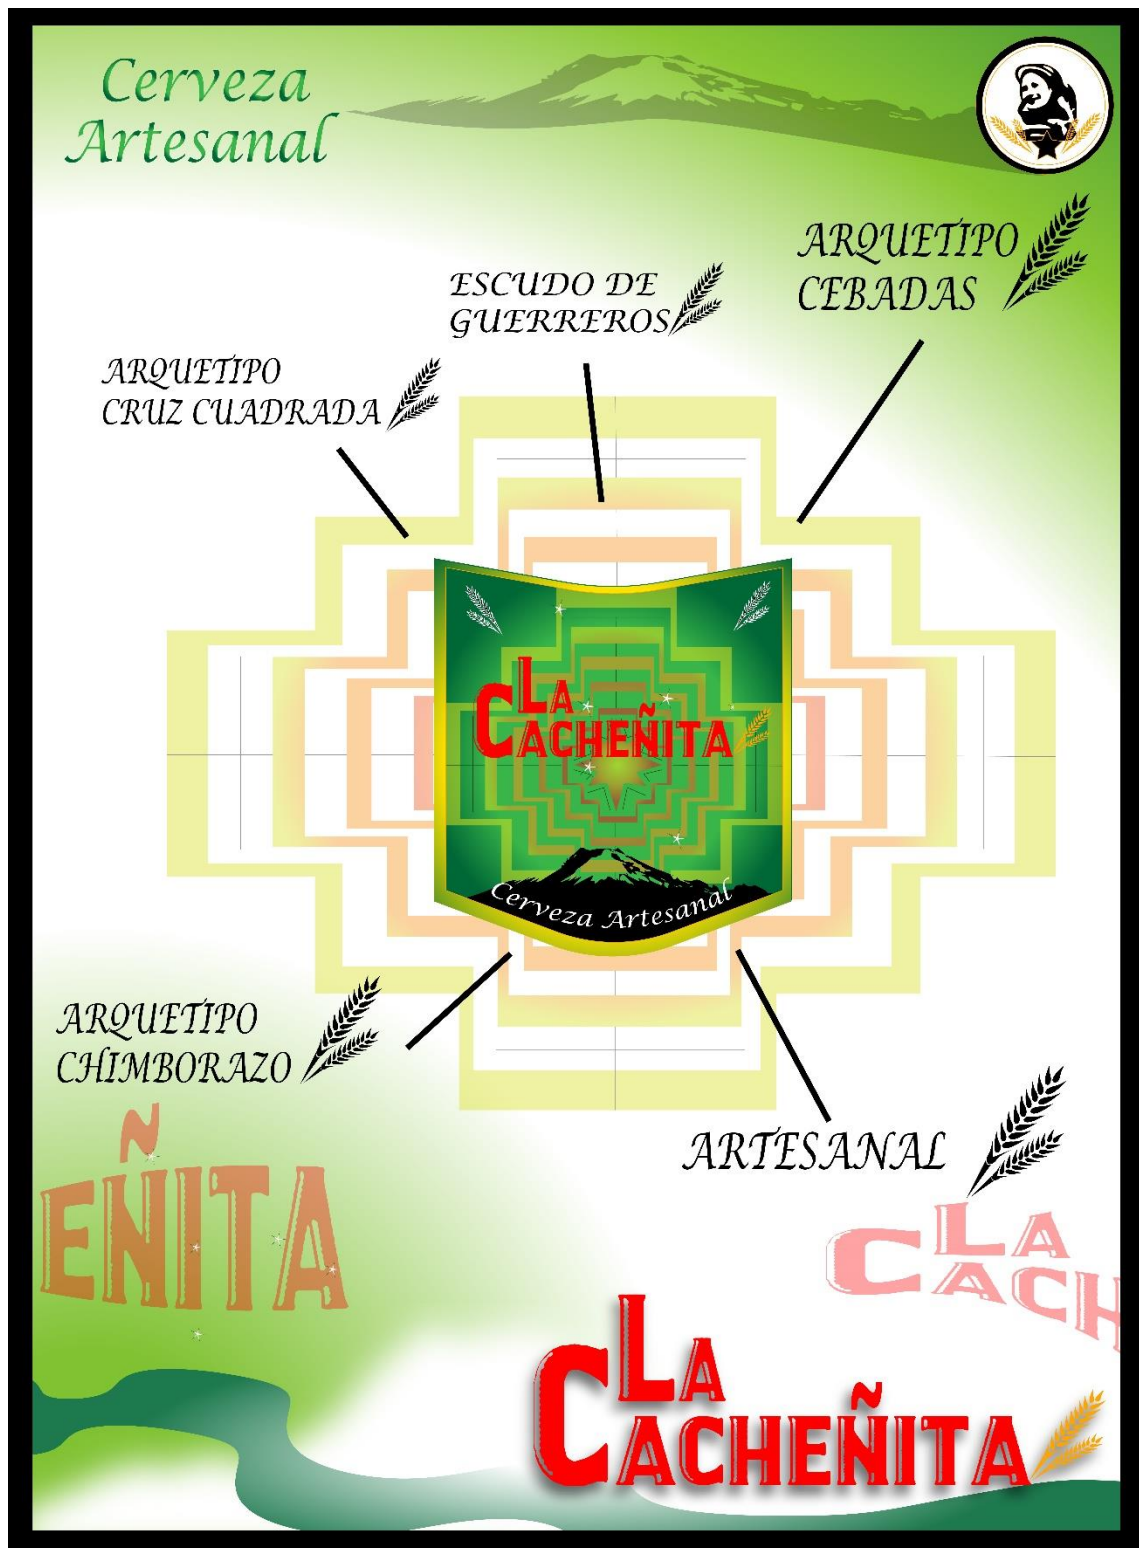 Cerveza
Artesanal
ARQUETIPO
CEBADAS
ESCUDO DE
GUERREROS
ARQUETIPO
CRUZ CUADRADA
LA
CACHEÑITA
Cerveza Artesanal
ARQUETIPO
CHIMBORAZO
ARTESANAL
EÑITA
LA
CACH
LA
CACHEÑITA